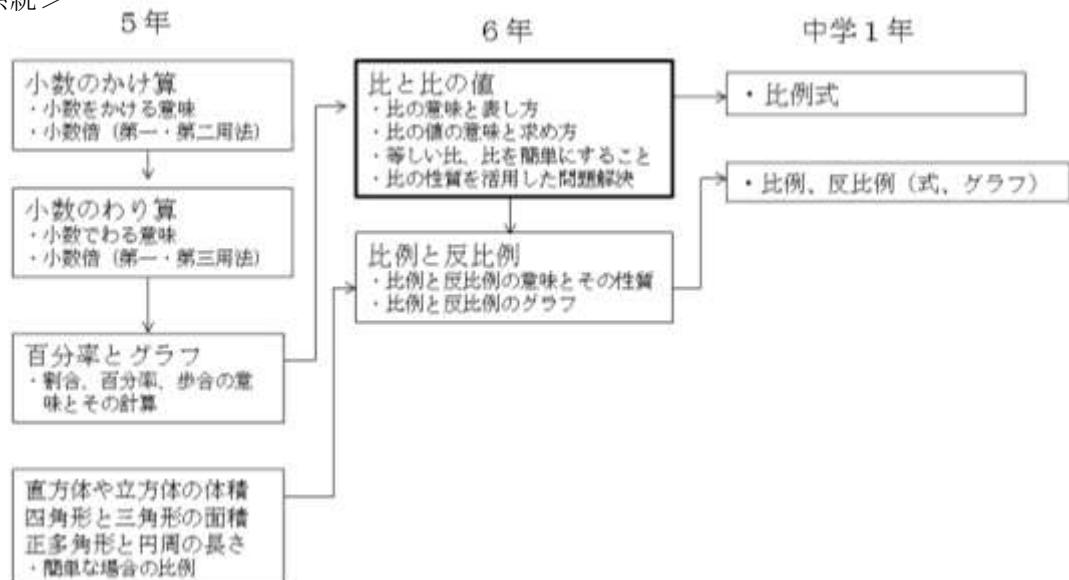 系統＞
5年
6年
中学1年
小数のかけ算
・小数をかける意味
・小数倍（第一・第二用法）
小数のわり算
・小数でわる意味
・小数倍（第一・第三用法）
百分率とグラフ
・割合、百分率、歩合の意
味とその計算
直方体や立方体の体積
四角形と三角形の面積
正多角形と円周の長さ
・簡単な場合の比例
比と比の値
・比の意味と表し方
・比の値の意味と求め方
・等しい比、比を簡単にすること
・比の性質を活用した問題解決
比例と反比例
・比例と反比例の意味とその性質
・比例と反比例のグラフ
・比例式
・比例、反比例（式、グラフ）